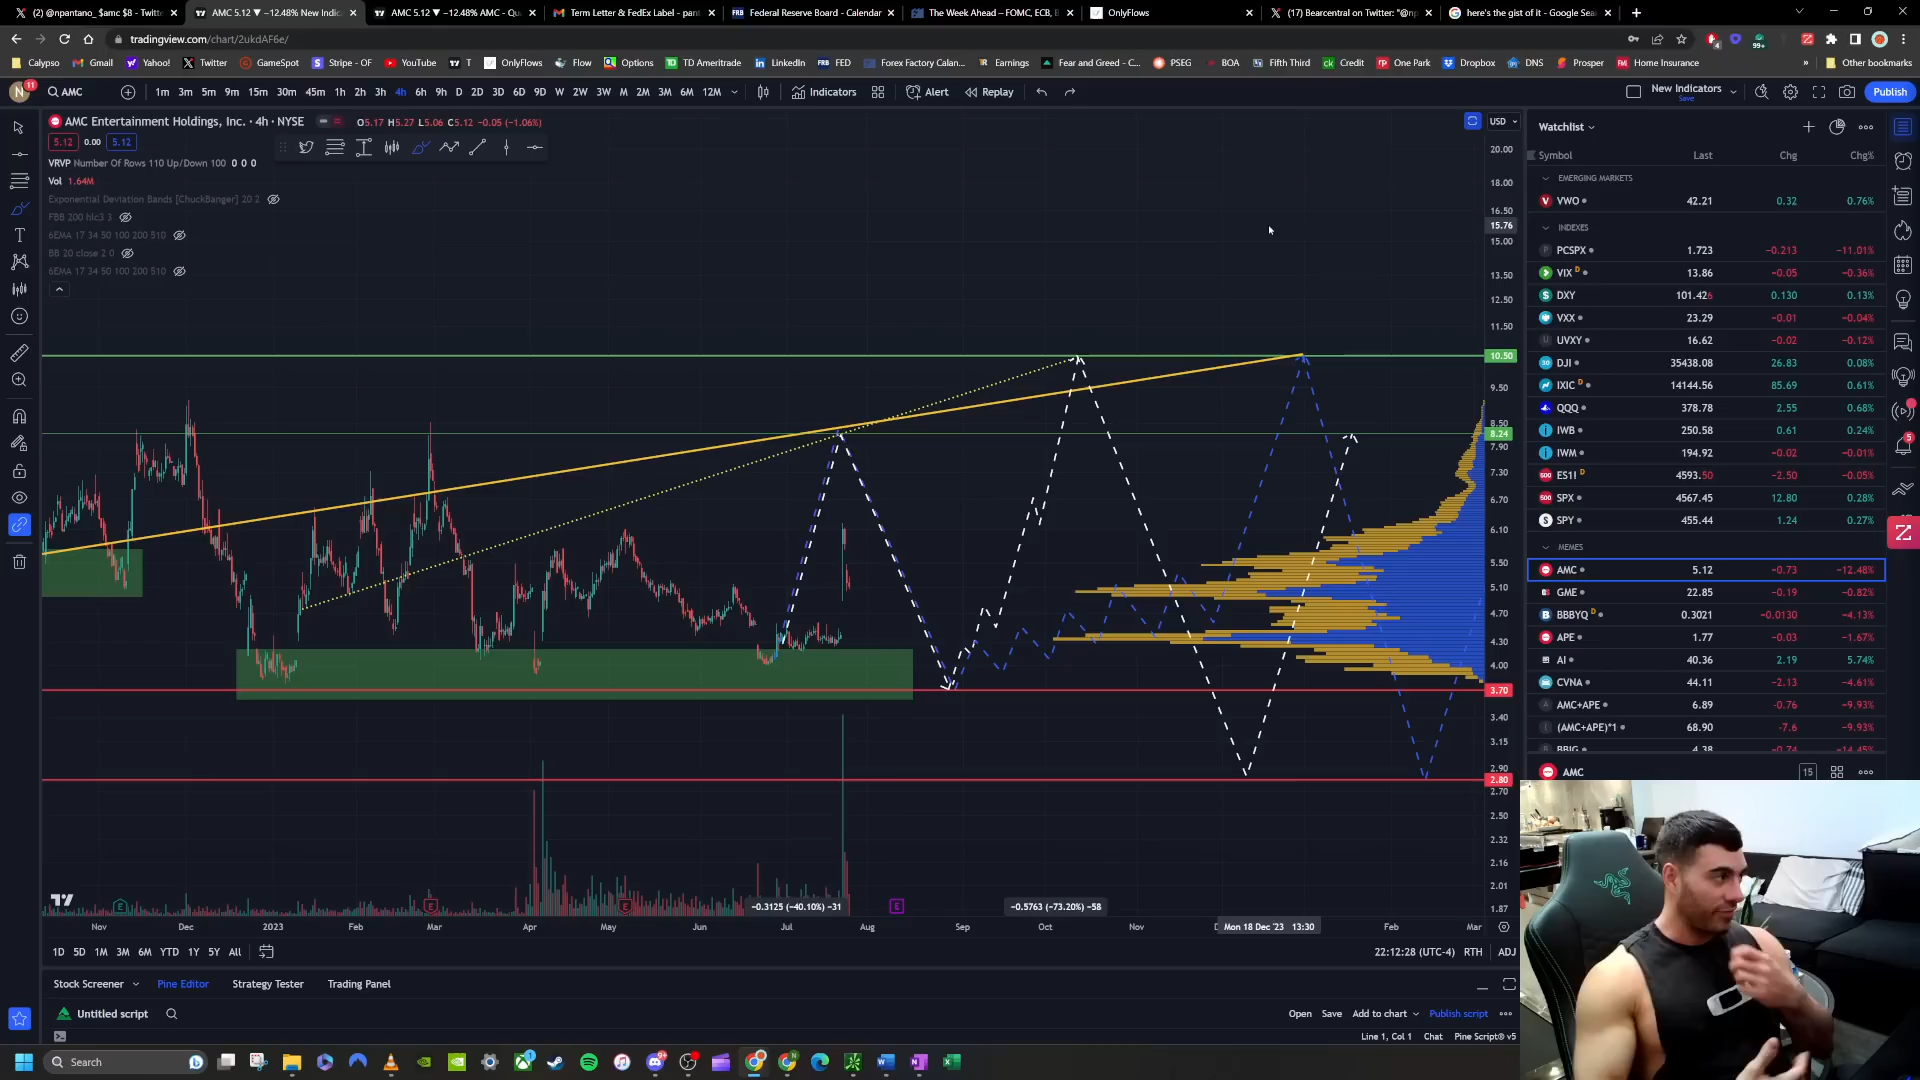 (2) @npantano_ $amc $8 - Twitte
AMC 5.12 ▼ −12.48% New Indic
AMC 5.12 ▼ −12.48% AMC - Qu
Term Letter & FedEx Label - pant
Federal Reserve Board - Calendar
The Week Ahead – FOMC, ECB, B
OnlyFlows
(17) Bearcentral on Twitter: "@np
here's the gist of it - Google Sea
tradingview.com/chart/2ukdAF6e/
Calypso Gmail Yahoo! Twitter GameSpot Stripe - OF YouTube T OnlyFlows Flow Options TD Ameritrade LinkedIn FED Forex Factory Calan... Earnings Fear and Greed - C... PSEG BOA Fifth Third Credit One Park Dropbox DNS Prosper Home Insurance » Other bookmarks
N 11 AMC 1m 3m 5m 9m 15m 30m 45m 1h 2h 3h 4h 6h 9h D 2D 3D 6D 9D W 2W 3W M 2M 3M 6M 12M Indicators Alert Replay New Indicators Save Publish
AMC Entertainment Holdings, Inc. · 4h · NYSE O5.17 H5.27 L5.06 C5.12 −0.05 (−1.06%)
5.12 0.00 5.12
VRVP Number Of Rows 110 Up/Down 100 0 0 0
Vol 1.64M
Exponential Deviation Bands [ChuckBanger] 20 2
FBB 200 hlc3 3
6EMA 17 34 50 100 200 510
BB 20 close 2 0
6EMA 17 34 50 100 200 510
USD
20.00
18.00
16.50
15.76
15.00
13.50
12.50
11.50
10.50
9.50
8.50
8.24
7.90
7.30
6.70
6.10
5.50
5.10
4.70
4.30
4.00
3.70
3.40
3.15
2.90
2.80
2.70
2.50
2.32
2.16
2.01
1.87
−0.3125 (−40.10%) −31
−0.5763 (−73.20%) −58
Nov Dec 2023 Feb Mar Apr May Jun Jul Aug Sep Oct Nov Mon 18 Dec '23 13:30 Feb Mar
1D 5D 1M 3M 6M YTD 1Y 5Y All
22:12:28 (UTC-4) RTH ADJ
Stock Screener Pine Editor Strategy Tester Trading Panel
Untitled script
Open Save Add to chart Publish script
Line 1, Col 1 Chat Pine Script® v5
Watchlist
Symbol Last Chg Chg%
EMERGING MARKETS
VWO 42.21 0.32 0.76%
INDEXES
PCSPX 1.723 −0.213 −11.01%
VIX D 13.86 −0.05 −0.36%
DXY 101.426 0.130 0.13%
VXX 23.29 −0.01 −0.04%
UVXY 16.62 −0.02 −0.12%
DJI 35438.08 26.83 0.08%
IXIC D 14144.56 85.69 0.61%
QQQ 378.78 2.55 0.68%
IWB 250.58 0.61 0.24%
IWM 194.92 −0.02 −0.01%
ES1! D 4593.50 −2.50 −0.05%
SPX 4567.45 12.80 0.28%
SPY 455.44 1.24 0.27%
MEMES
AMC 5.12 −0.73 −12.48%
GME 22.85 −0.19 −0.82%
BBBYQ D 0.3021 −0.0130 −4.13%
APE 1.77 −0.03 −1.67%
AI 40.36 2.19 5.74%
CVNA 44.11 −2.13 −4.61%
AMC+APE 6.89 −0.76 −9.93%
(AMC+APE)*1 68.90 −7.6 −9.93%
BBIG 4.38 −0.74 −14.45%
AMC 15
Search